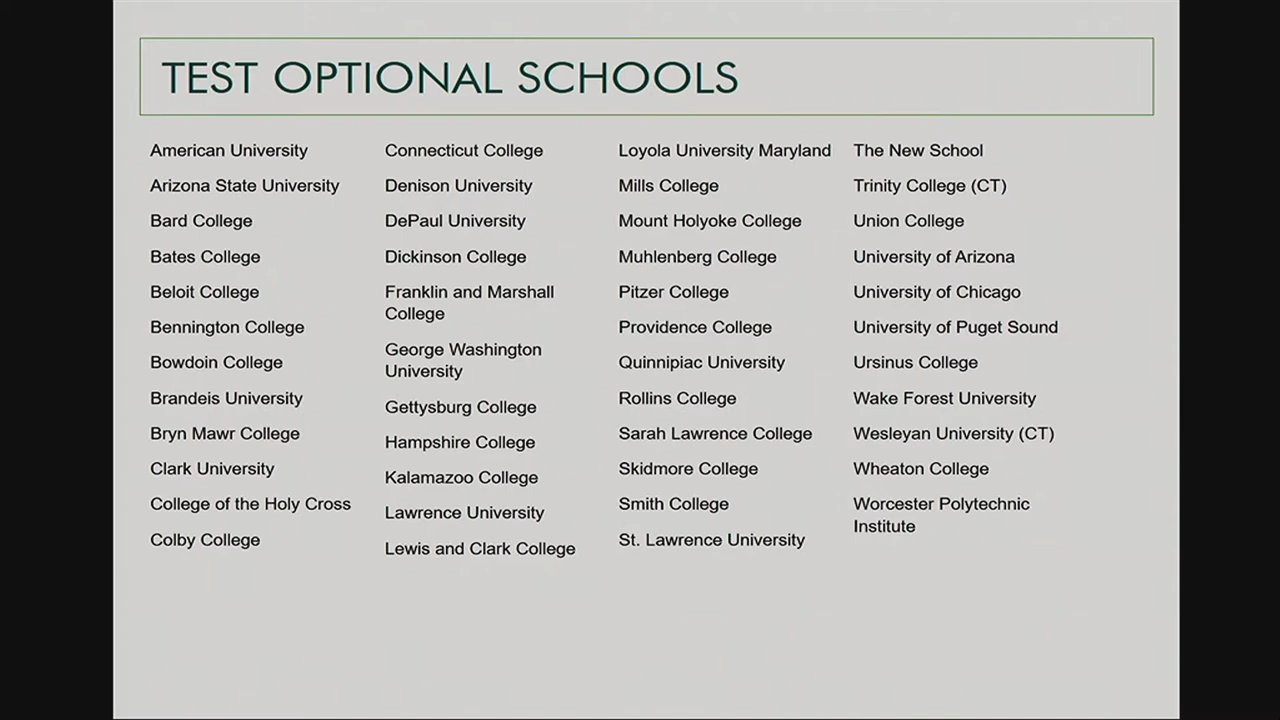 TEST OPTIONAL SCHOOLS
American University
Arizona State University
Bard College
Bates College
Beloit College
Bennington College
Bowdoin College
Brandeis University
Bryn Mawr College
Clark University
College of the Holy Cross
Colby College
Connecticut College
Denison University
DePaul University
Dickinson College
Franklin and Marshall
College
George Washington
University
Gettysburg College
Hampshire College
Kalamazoo College
Lawrence University
Lewis and Clark College
Loyola University Maryland
Mills College
Mount Holyoke College
Muhlenberg College
Pitzer College
Providence College
Quinnipiac University
Rollins College
Sarah Lawrence College
Skidmore College
Smith College
St. Lawrence University
The New School
Trinity College (CT)
Union College
University of Arizona
University of Chicago
University of Puget Sound
Ursinus College
Wake Forest University
Wesleyan University (CT)
Wheaton College
Worcester Polytechnic
Institute